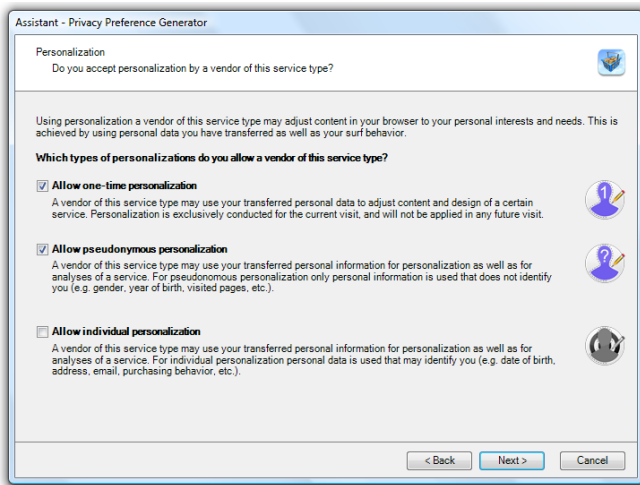 Assistant - Privacy Preference Generator
Personalization
Do you accept personalization by a vendor of this service type?
Using personalization a vendor of this service type may adjust content in your browser to your personal interests and needs. This is
achieved by using personal data you have transferred as well as your surf behavior.
Which types of personalizations do you allow a vendor of this service type?
Allow one-time personalization
A vendor of this service type may use your transferred personal data to adjust content and design of a certain
service. Personalization is exclusively conducted for the current visit, and will not be applied in any future visit.
1
Allow pseudonymous personalization
A vendor of this service type may use your transferred personal information for personalization as well as for
analyses of a service. For pseudonomous personalization only personal information is used that does not identify
you (e.g. gender, year of birth, visited pages, etc.).
?
Allow individual personalization
A vendor of this service type may use your transferred personal information for personalization as well as for
analyses of a service. For individual personalization personal data is used that may identify you (e.g. date of birth,
address, email, purchasing behavior, etc.).
< Back Next > Cancel